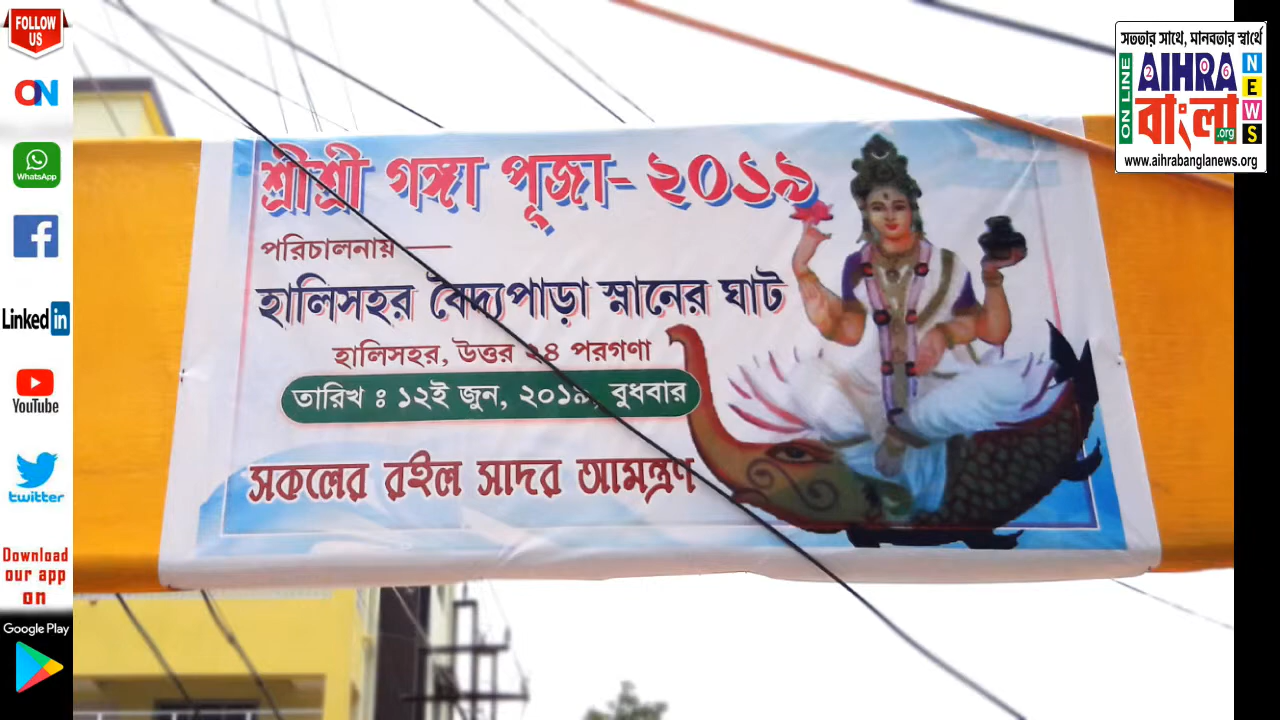 FOLLOW
US
ON
WhatsApp
LinkedIn
YouTube
twitter
Download
our app
on
Google Play
সততার সাথে, মানবতার স্বার্থে
ON LINE
AIHRA
2006
বাংলা
.org
NEWS
www.aihrabanglanews.org
শ্রীশ্রী গঙ্গা পূজা- ২০১৯
পরিচালনায় —
হালিসহর বৈদ্যপাড়া স্নানের ঘাট
হালিসহর, উত্তর ২৪ পরগণা
তারিখ ঃ ১২ই জুন, ২০১৯, বুধবার
সকলের রইল সাদর আমন্ত্রণ